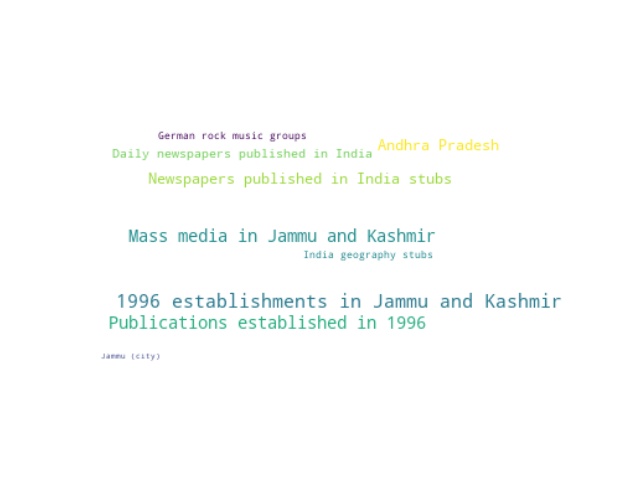 German rock music groups
Andhra Pradesh
Daily newspapers published in India
Newspapers published in India stubs
Mass media in Jammu and Kashmir
India geography stubs
1996 establishments in Jammu and Kashmir
Publications established in 1996
Jammu (city)